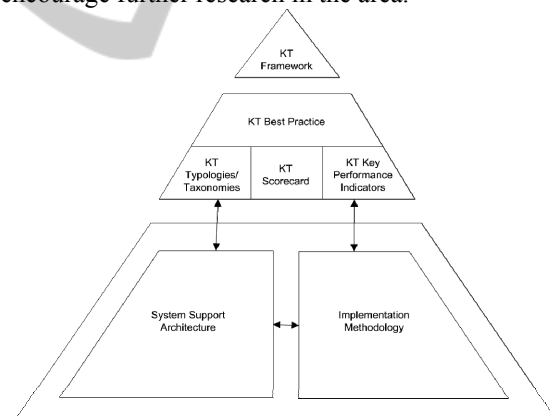 encourage further research in the area.
KT
Framework
KT Best Practice
KT
Typologies/
Taxonomies
KT
Scorecard
KT Key
Performance
Indicators
System Support
Architecture
Implementation
Methodology